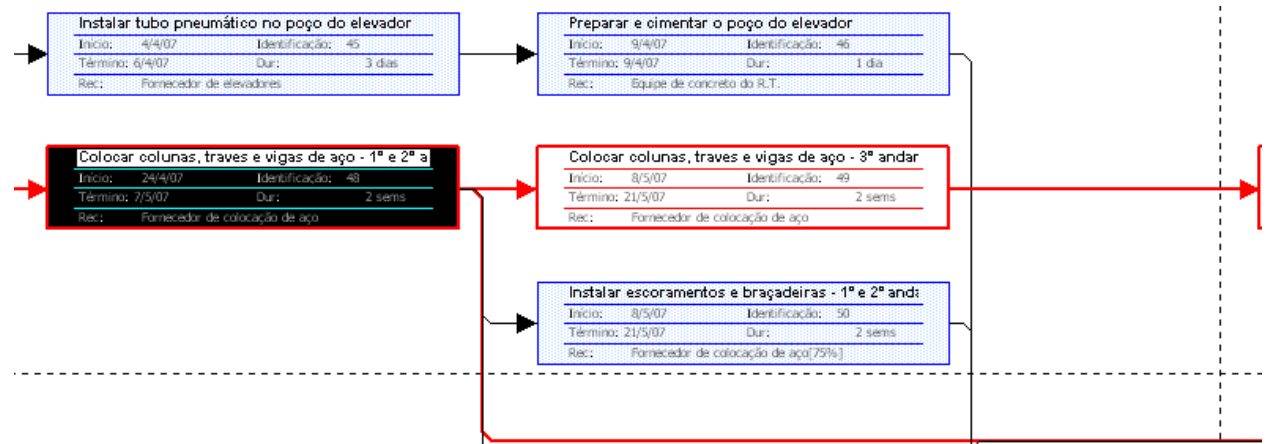 Instalar tubo pneumático no poço do elevador
Início: 4/4/07 Identificação: 45
Término: 6/4/07 Dur: 3 dias
Rec: Fornecedor de elevadores
Preparar e cimentar o poço do elevador
Início: 9/4/07 Identificação: 46
Término: 9/4/07 Dur: 1 dia
Rec: Equipe de concreto do R.T.
Colocar colunas, traves e vigas de aço - 1º e 2º a
Início: 24/4/07 Identificação: 48
Término: 7/5/07 Dur: 2 sems
Rec: Fornecedor de colocação de aço
Colocar colunas, traves e vigas de aço - 3º andar
Início: 8/5/07 Identificação: 49
Término: 21/5/07 Dur: 2 sems
Rec: Fornecedor de colocação de aço
Instalar escoramentos e braçadeiras - 1º e 2º anda
Início: 8/5/07 Identificação: 50
Término: 21/5/07 Dur: 2 sems
Rec: Fornecedor de colocação de aço[75%]